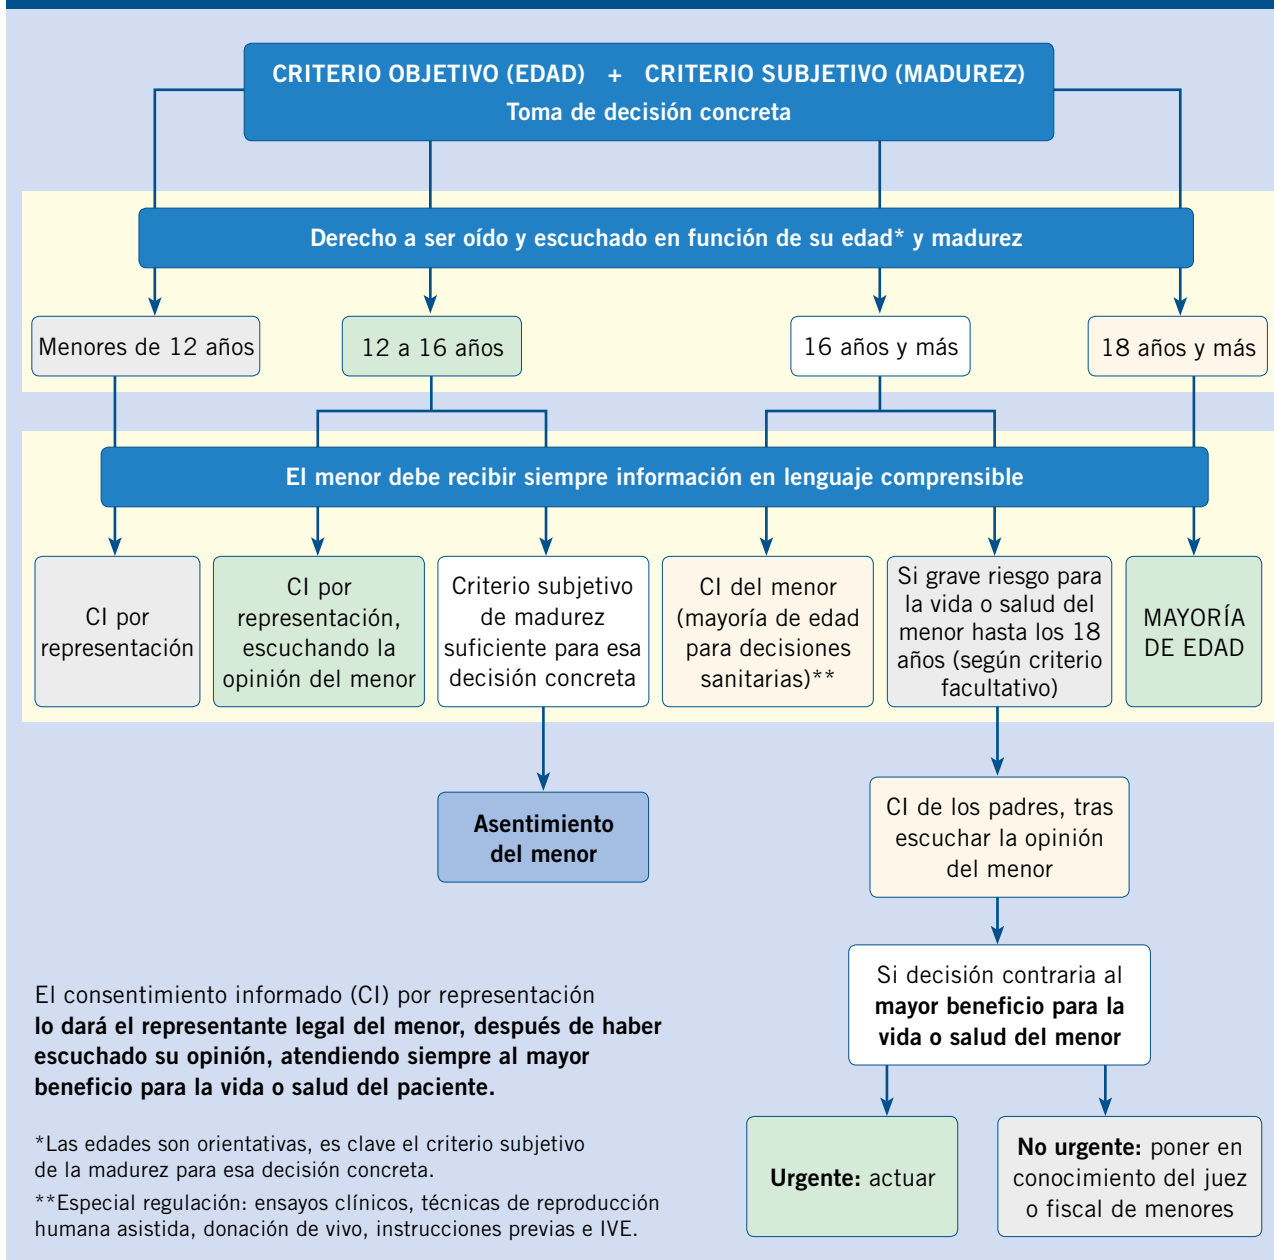 CRITERIO OBJETIVO (EDAD) + CRITERIO SUBJETIVO (MADUREZ)
Toma de decisión concreta
Derecho a ser oído y escuchado en función de su edad* y madurez
Menores de 12 años
12 a 16 años
16 años y más
18 años y más
El menor debe recibir siempre información en lenguaje comprensible
CI por
representación
CI por
representación,
escuchando la
opinión del menor
Criterio subjetivo
de madurez
suficiente para esa
decisión concreta
CI del menor
(mayoría de edad
para decisiones
sanitarias)**
Si grave riesgo para
la vida o salud del
menor hasta los 18
años (según criterio
facultativo)
MAYORÍA
DE EDAD
Asentimiento
del menor
CI de los padres, tras
escuchar la opinión
del menor
Si decisión contraria al
mayor beneficio para la
vida o salud del menor
Urgente: actuar
No urgente: poner en
conocimiento del juez
o fiscal de menores
El consentimiento informado (CI) por representación
lo dará el representante legal del menor, después de haber
escuchado su opinión, atendiendo siempre al mayor
beneficio para la vida o salud del paciente.
*Las edades son orientativas, es clave el criterio subjetivo
de la madurez para esa decisión concreta.
**Especial regulación: ensayos clínicos, técnicas de reproducción
humana asistida, donación de vivo, instrucciones previas e IVE.